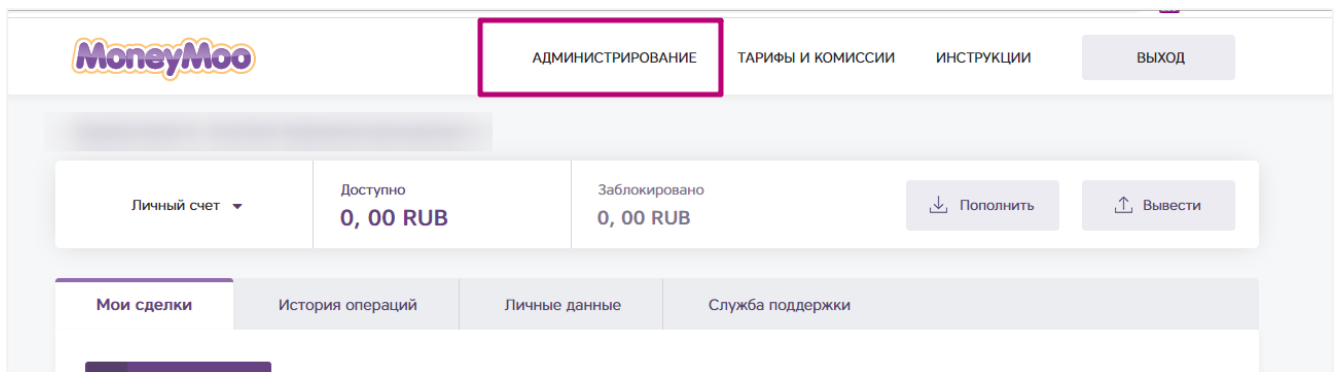 MoneyMoo
АДМИНИСТРИРОВАНИЕ ТАРИФЫ И КОМИССИИ ИНСТРУКЦИИ ВЫХОД
Личный счет Доступно Заблокировано Пополнить Вывести
0, 00 RUB 0, 00 RUB
Мои сделки История операций Личные данные Служба поддержки